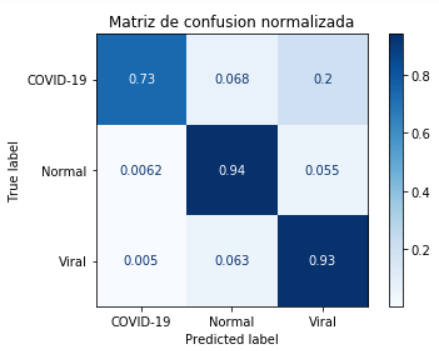 Matriz de confusion normalizada
COVID-19 0.73 0.068 0.2
Normal 0.0062 0.94 0.055
Viral 0.005 0.063 0.93
COVID-19 Normal Viral
Predicted label
True label
0.8
0.6
0.4
0.2